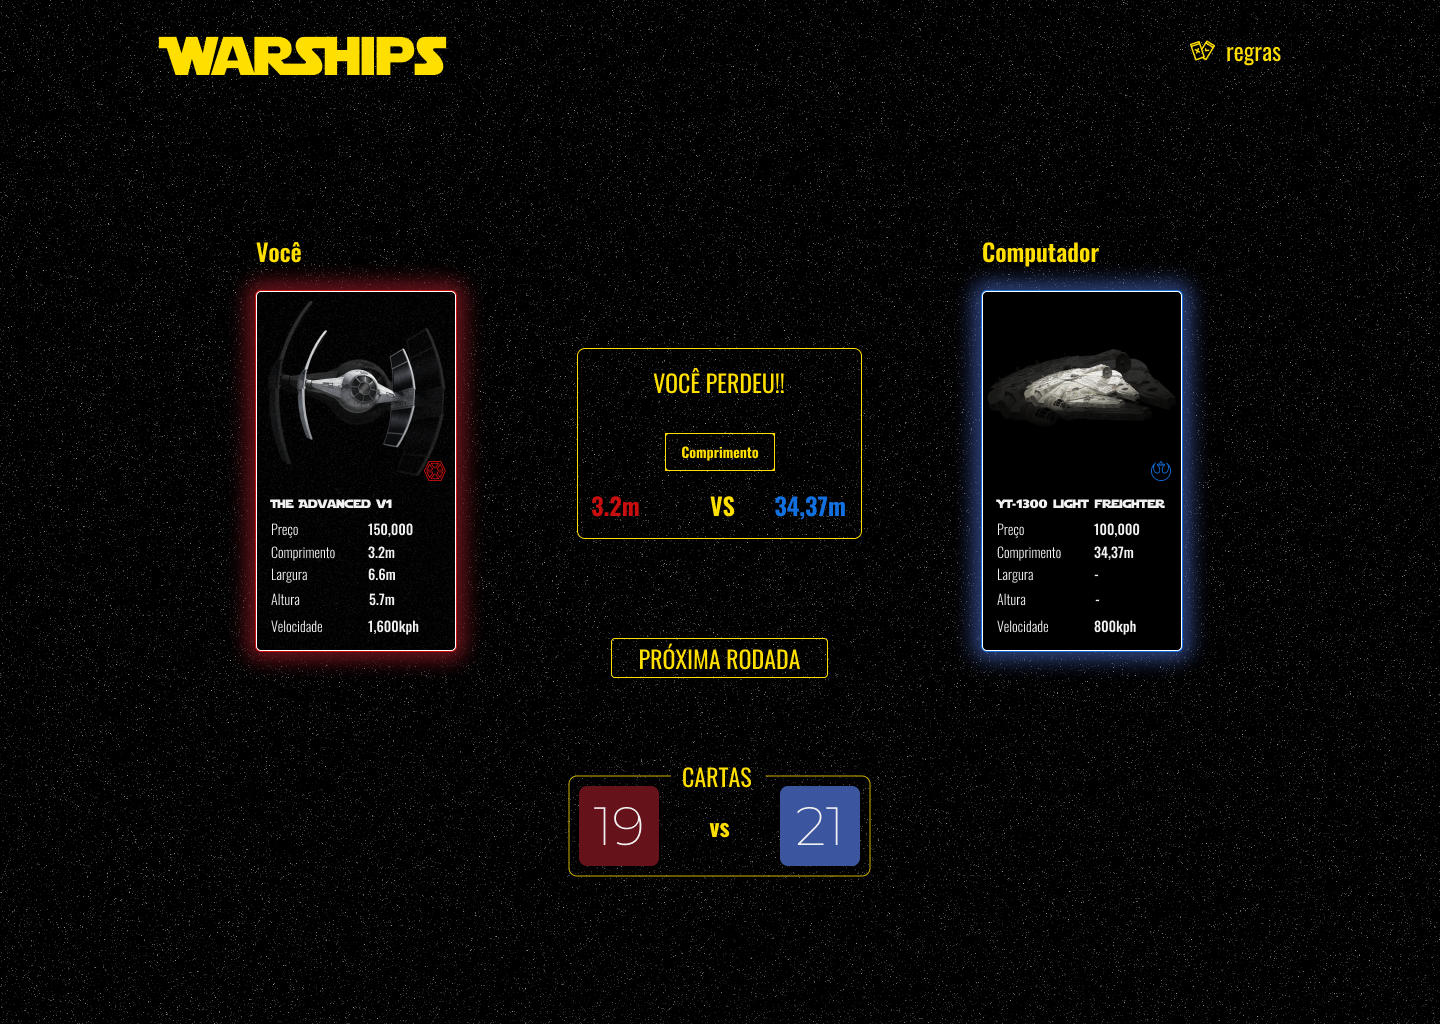 WARSHIPS
regras
Você
Computador
VOCÊ PERDEU!!
Comprimento
3.2m VS 34,37m
THE ADVANCED V1
Preço 150,000
Comprimento 3.2m
Largura 6.6m
Altura 5.7m
Velocidade 1,600kph
YT-1300 LIGHT FREIGHTER
Preço 100,000
Comprimento 34,37m
Largura -
Altura -
Velocidade 800kph
PRÓXIMA RODADA
CARTAS
19 vs 21